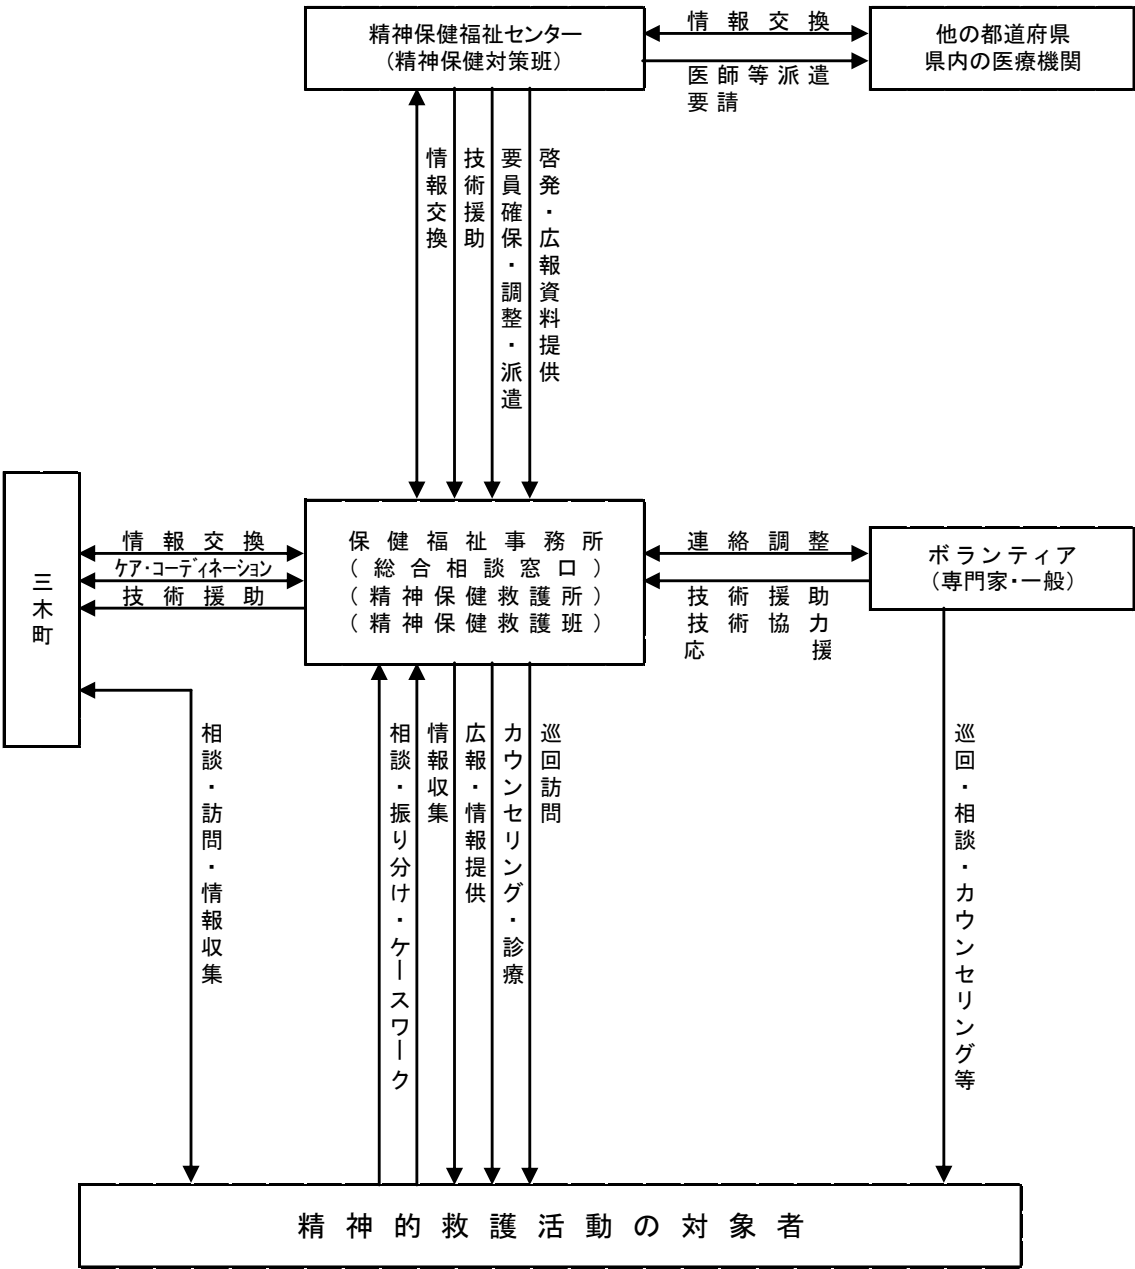 精神保健福祉センター
(精神保健対策班)
情報交換
医師等派遣
要請
他の都道府県
県内の医療機関
情報交換
技術援助
要員確保・調整・派遣
啓発・広報資料提供
三木町
情報交換
ケア・コーディネーション
技術援助
保健福祉事務所
(総合相談窓口)
(精神保健救護所)
(精神保健救護班)
連絡調整
技術援助
技術協力
応援
ボランティア
(専門家・一般)
相談・訪問・情報収集
相談・振り分け・ケースワーク
情報収集
広報・情報提供
カウンセリング・診療
巡回訪問
巡回・相談・カウンセリング等
精神的救護活動の対象者